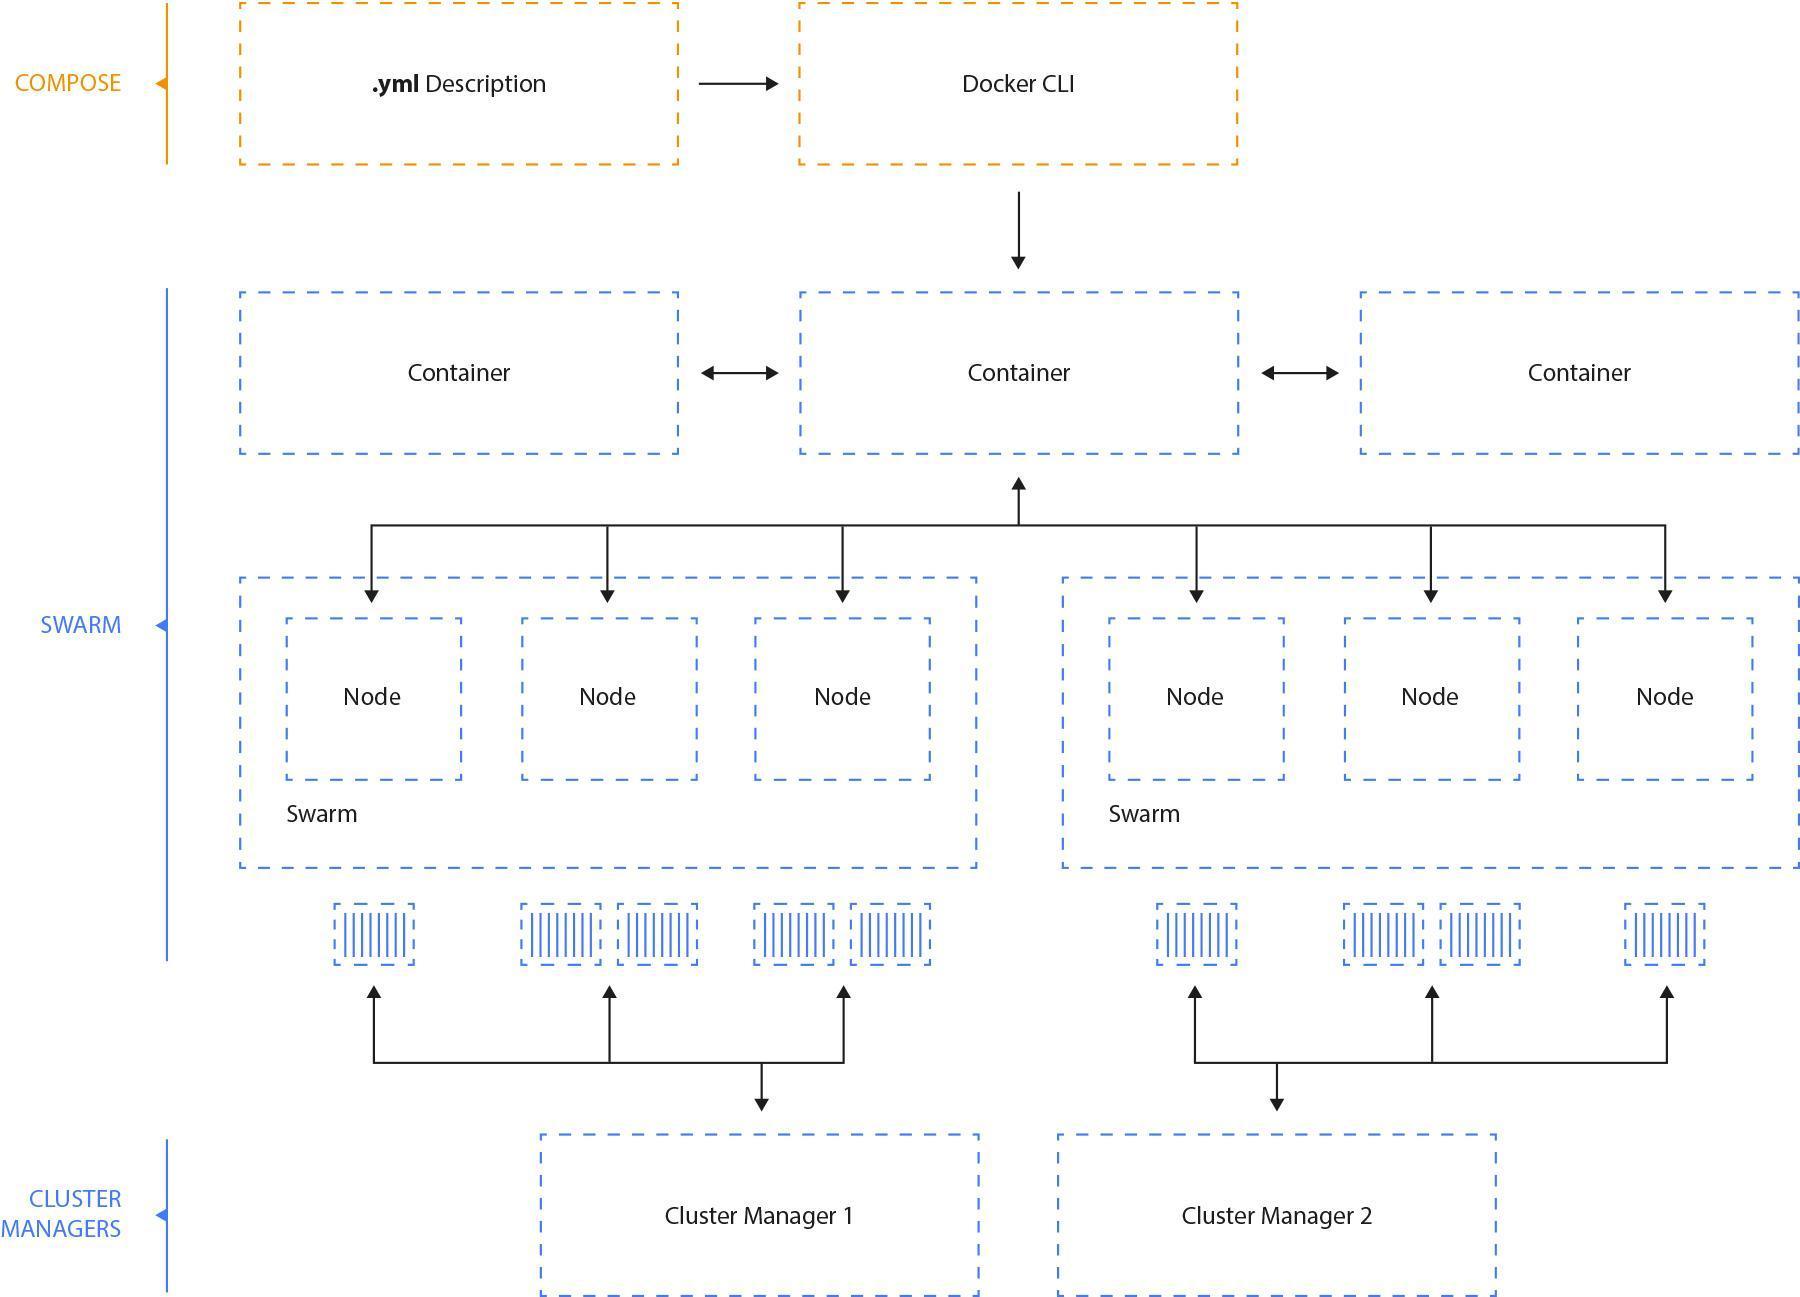 COMPOSE
.yml Description
Docker CLI
Container
Container
Container
SWARM
Node
Node
Node
Swarm
Node
Node
Node
Swarm
CLUSTER
MANAGERS
Cluster Manager 1
Cluster Manager 2